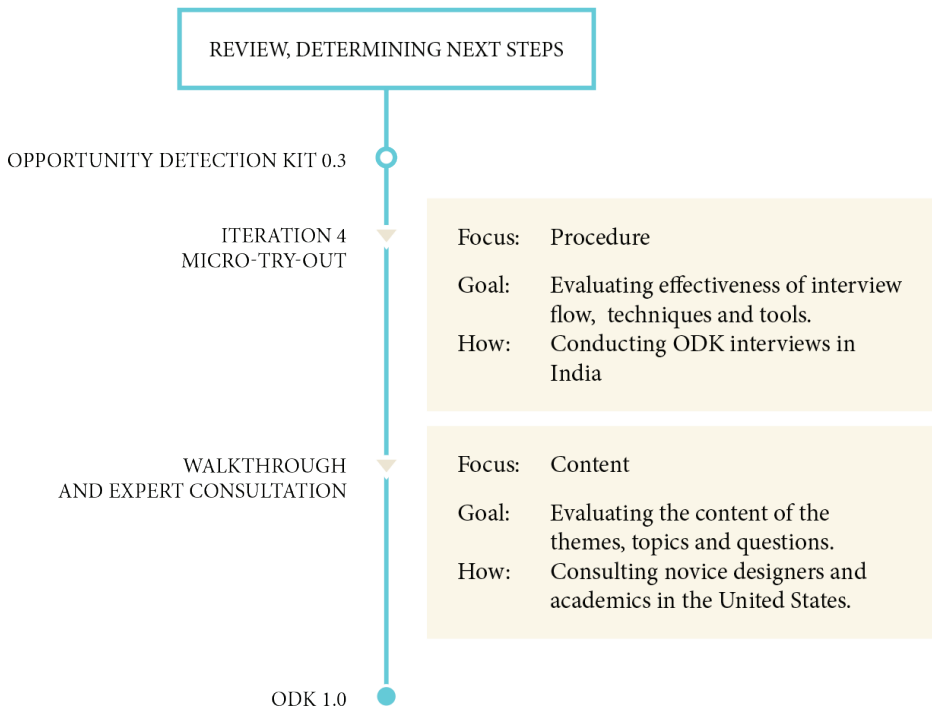 REVIEW, DETERMINING NEXT STEPS
OPPORTUNITY DETECTION KIT 0.3
ITERATION 4
MICRO-TRY-OUT
Focus: Procedure
Goal: Evaluating effectiveness of interview
flow, techniques and tools.
How: Conducting ODK interviews in
India
WALKTHROUGH
AND EXPERT CONSULTATION
Focus: Content
Goal: Evaluating the content of the
themes, topics and questions.
How: Consulting novice designers and
academics in the United States.
ODK 1.0